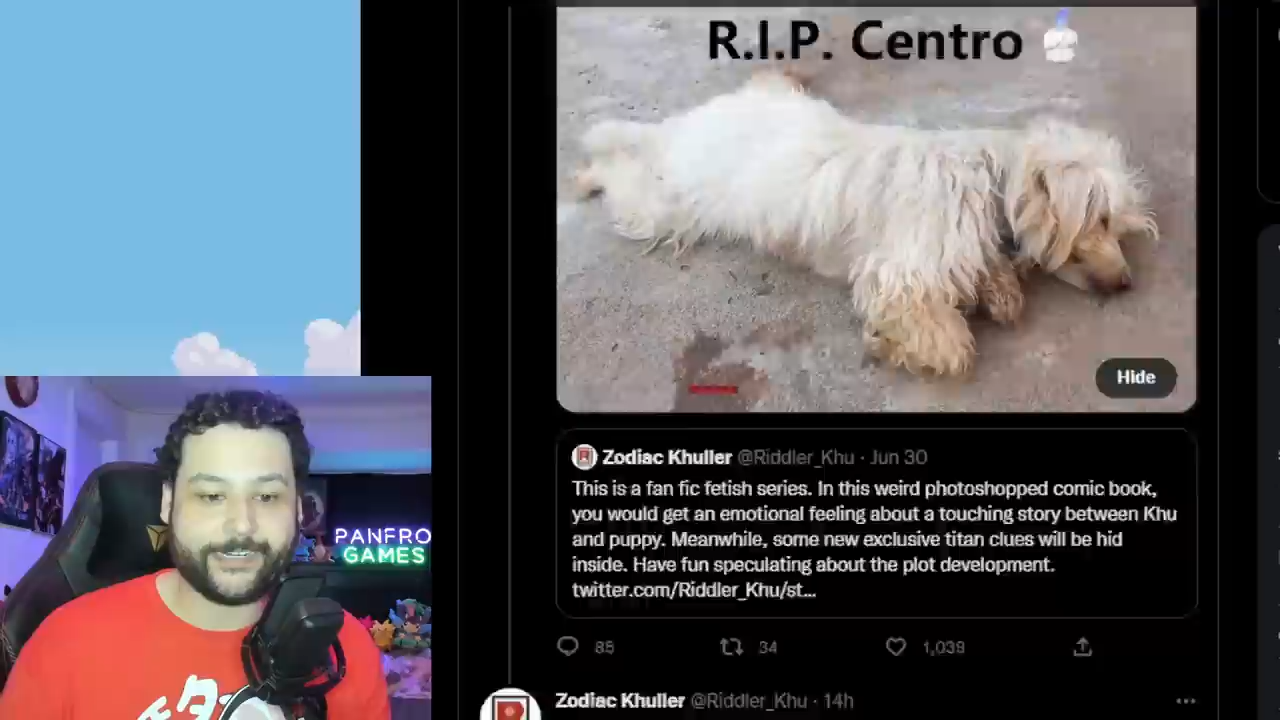 R.I.P. Centro
Hide
Zodiac Khuller @Riddler_Khu · Jun 30
This is a fan fic fetish series. In this weird photoshopped comic book,
you would get an emotional feeling about a touching story between Khu
and puppy. Meanwhile, some new exclusive titan clues will be hid
inside. Have fun speculating about the plot development.
twitter.com/Riddler_Khu/st...
85 34 1,039
Zodiac Khuller @Riddler_Khu · 14h
PANFRO
GAMES